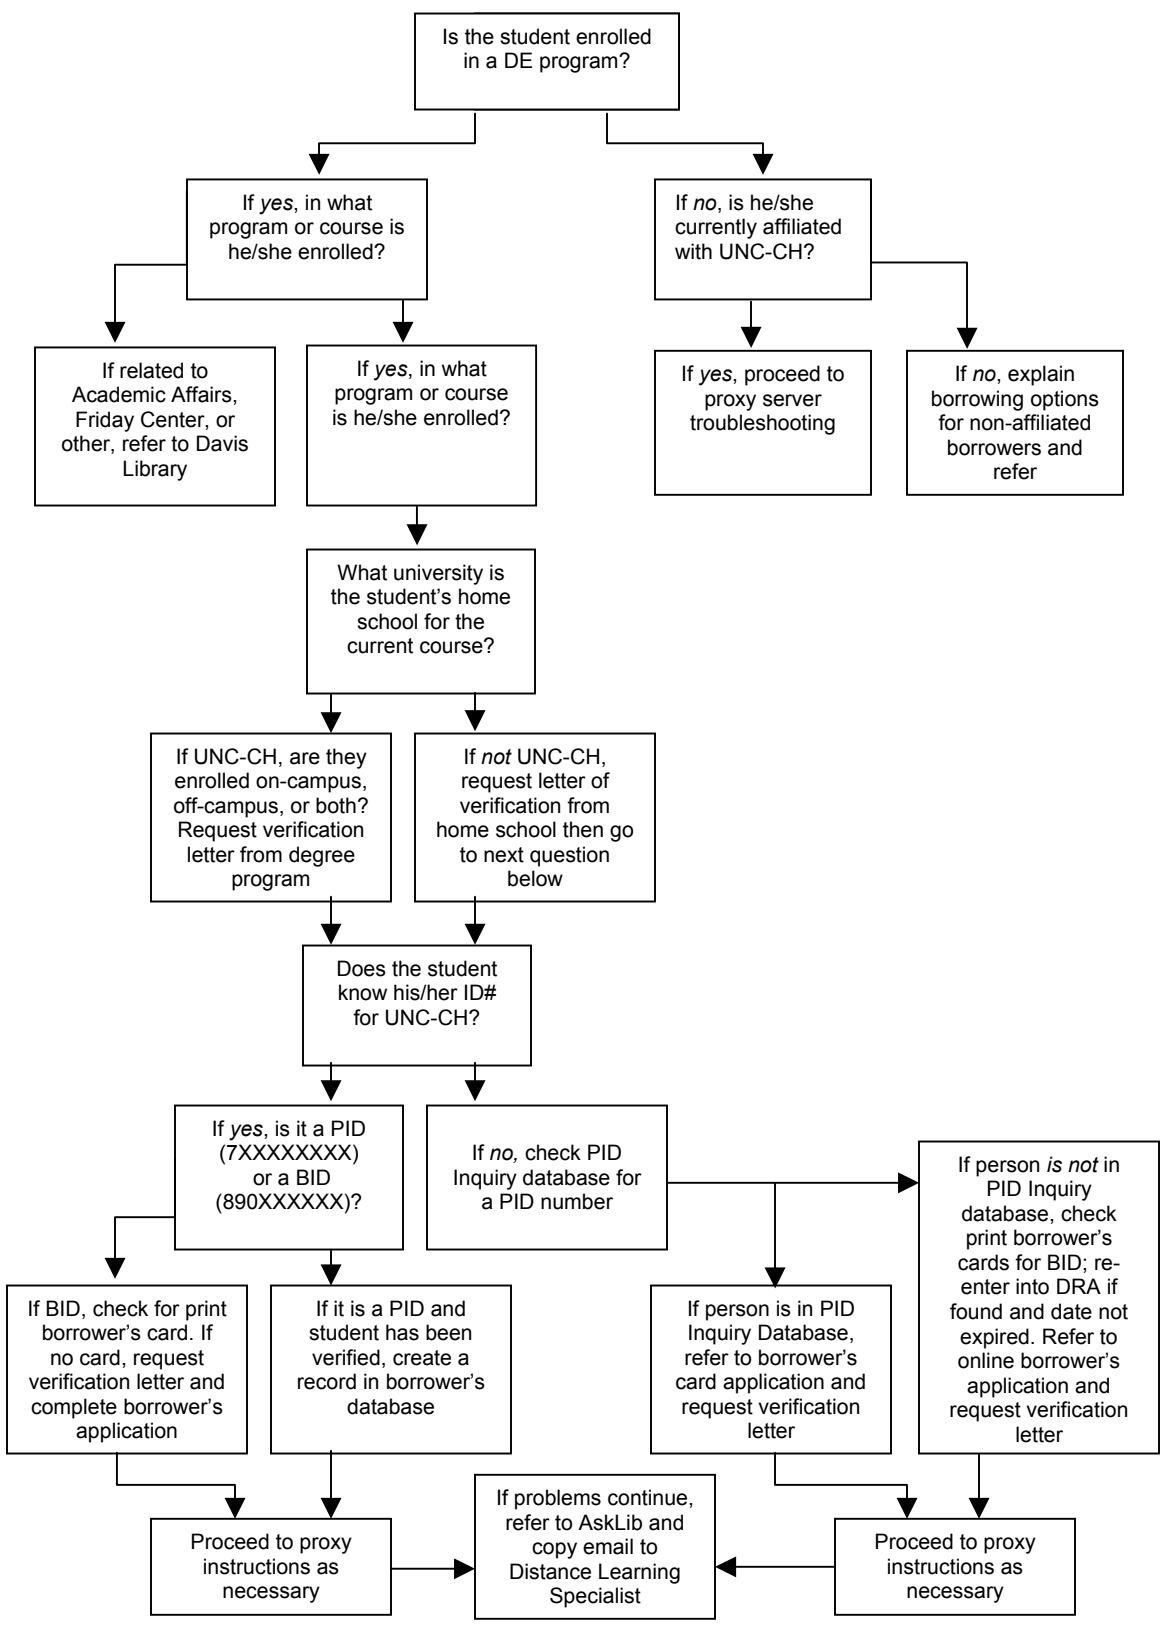 Is the student enrolled
in a DE program?
If yes, in what
program or course is
he/she enrolled?
If no, is he/she
currently affiliated
with UNC-CH?
If related to
Academic Affairs,
Friday Center, or
other, refer to Davis
Library
If yes, in what
program or course
is he/she enrolled?
If yes, proceed to
proxy server
troubleshooting
If no, explain
borrowing options
for non-affiliated
borrowers and
refer
What university is
the student's home
school for the
current course?
If UNC-CH, are they
enrolled on-campus,
off-campus, or both?
Request verification
letter from degree
program
If not UNC-CH,
request letter of
verification from
home school then go
to next question
below
Does the student
know his/her ID#
for UNC-CH?
If yes, is it a PID
(7XXXXXXXX)
or a BID
(890XXXXXX)?
If no, check PID
Inquiry database for
a PID number
If person is not in
PID Inquiry
database, check
print borrower's
cards for BID; re-
enter into DRA if
found and date not
expired. Refer to
online borrower's
application and
request verification
letter
If BID, check for print
borrower's card. If
no card, request
verification letter and
complete borrower's
application
If it is a PID and
student has been
verified, create a
record in borrower's
database
If person is in PID
Inquiry Database,
refer to borrower's
card application and
request verification
letter
Proceed to proxy
instructions as
necessary
If problems continue,
refer to AskLib and
copy email to
Distance Learning
Specialist
Proceed to proxy
instructions as
necessary